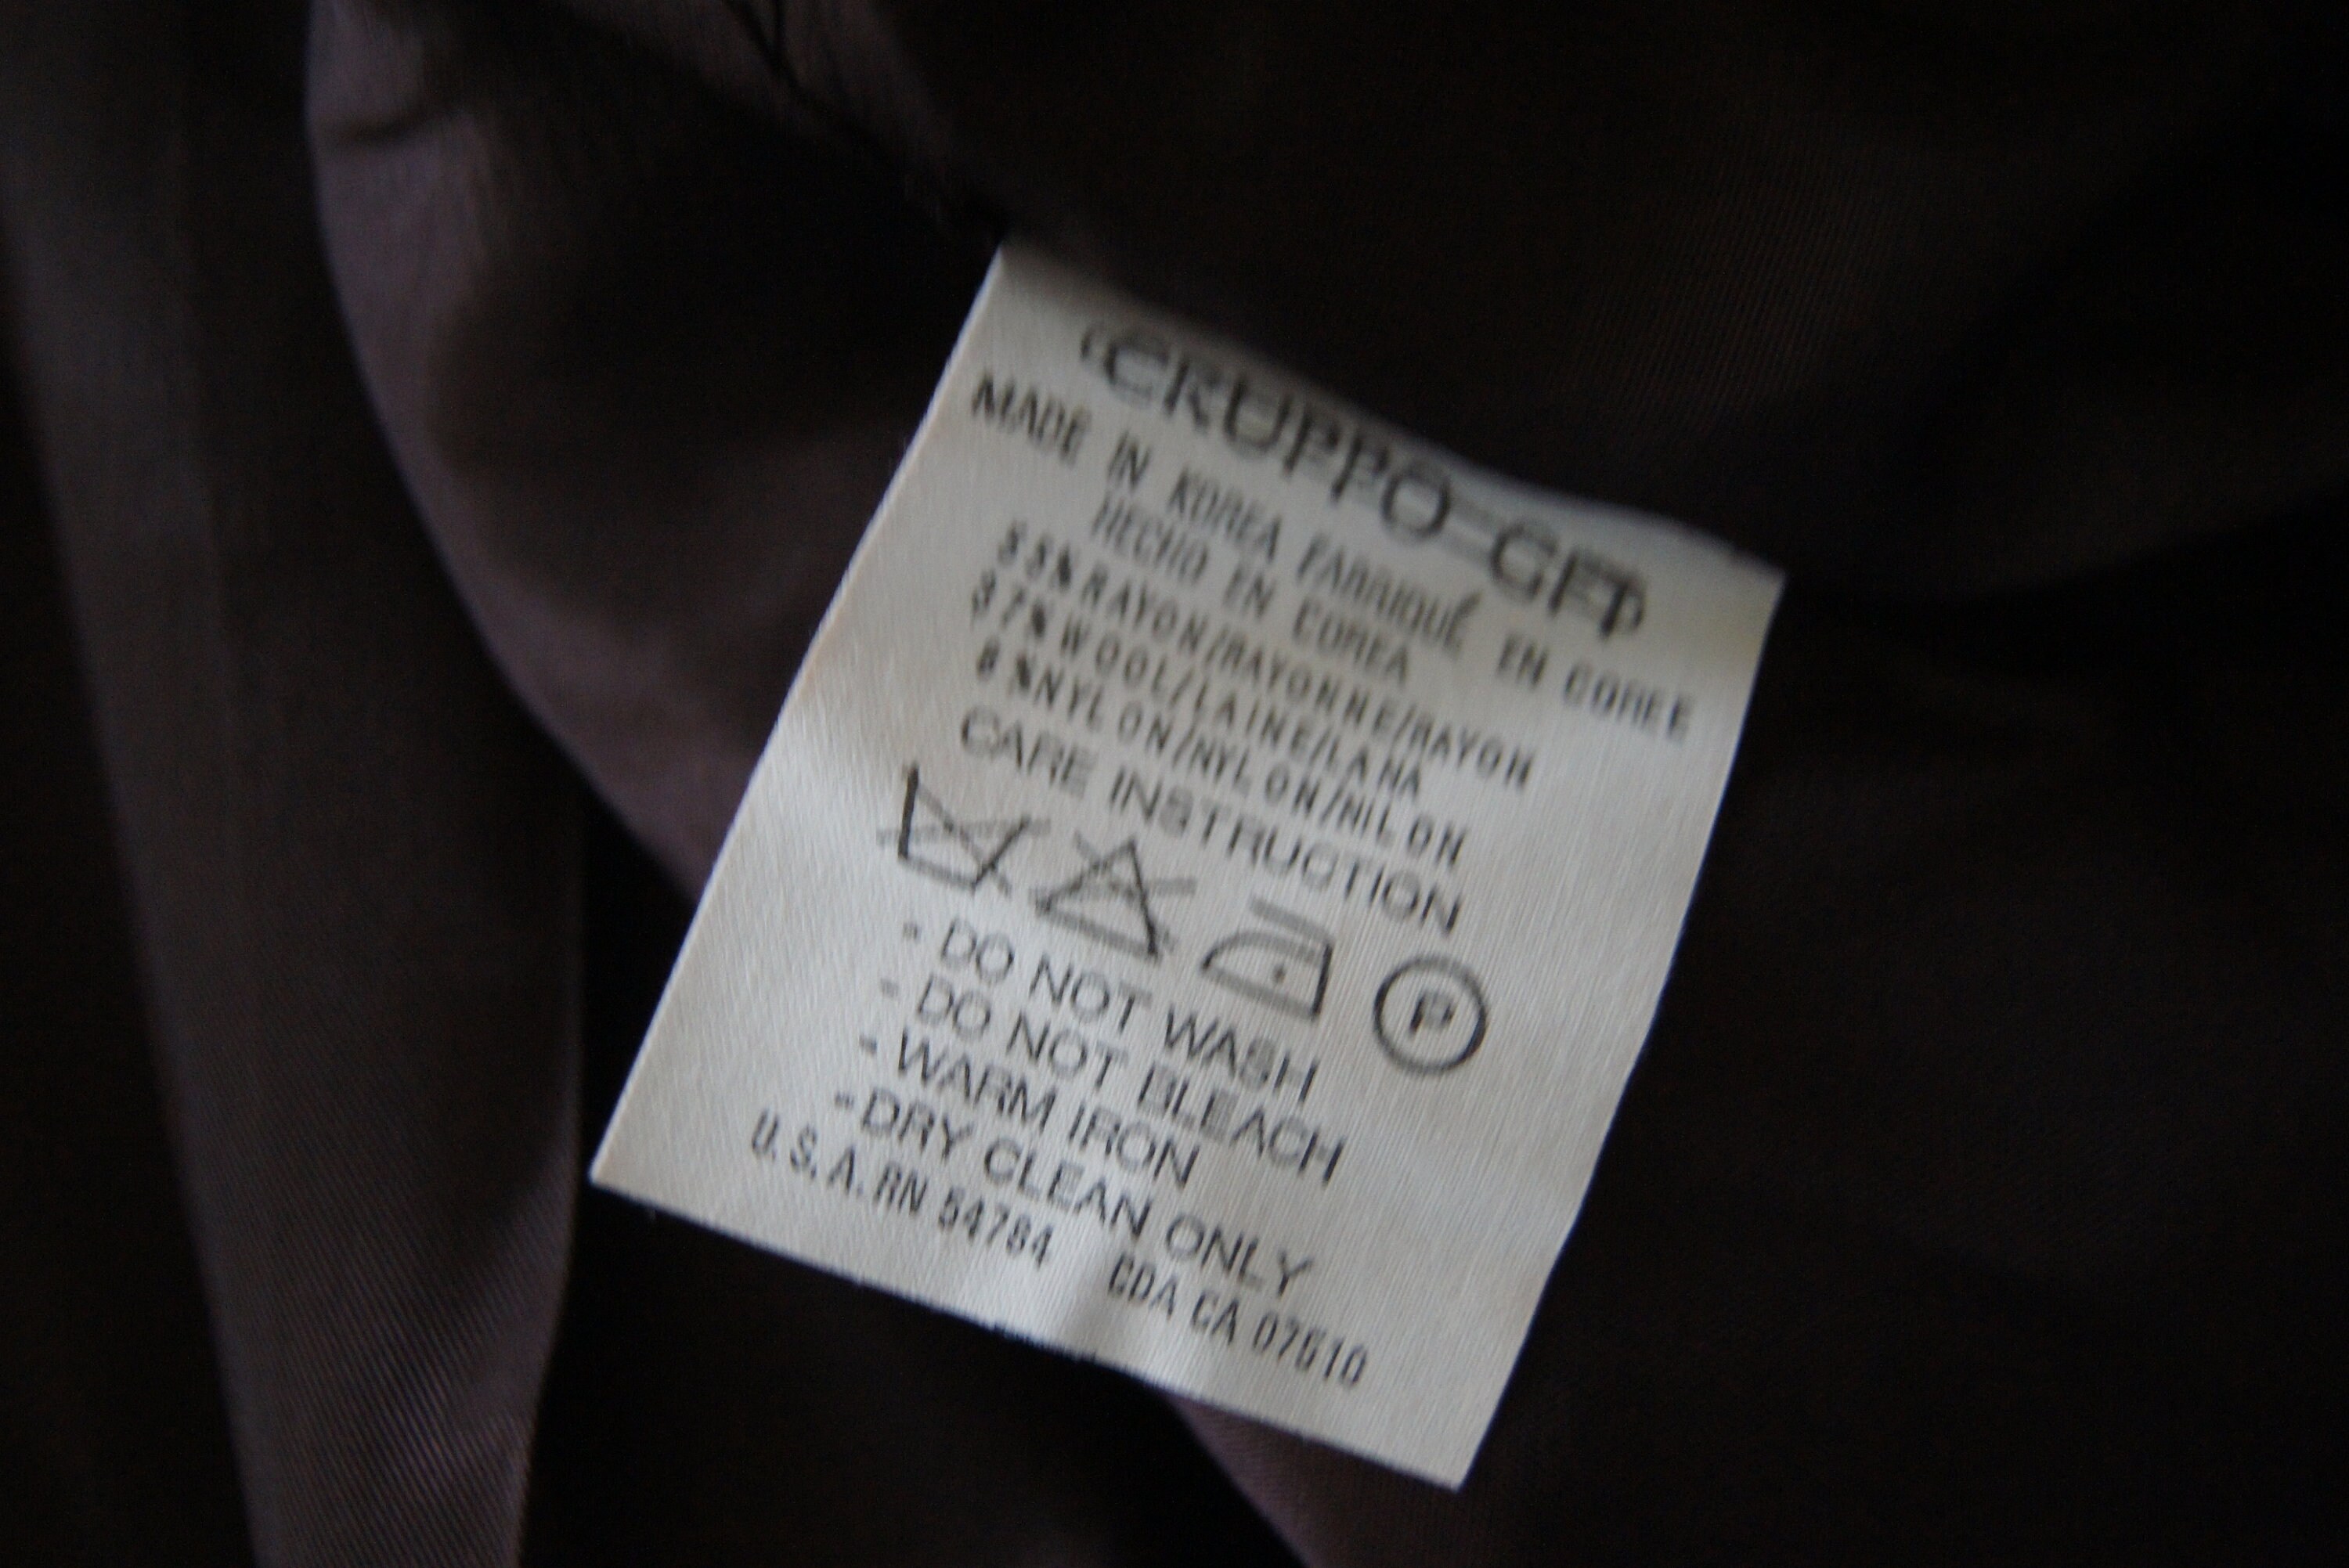 MADE IN KOREA FABRIQUÉ EN COREE
HECHO EN COREA
55%RAYON/RAYONNE/RAYON
37%WOOL/LAINE/LANA
8%NYLON/NYLON/NILON
CARE INSTRUCTION
P
- DO NOT WASH
- DO NOT BLEACH
- WARM IRON
- DRY CLEAN ONLY
U.S.A. RN 54784 CDA CA 07510